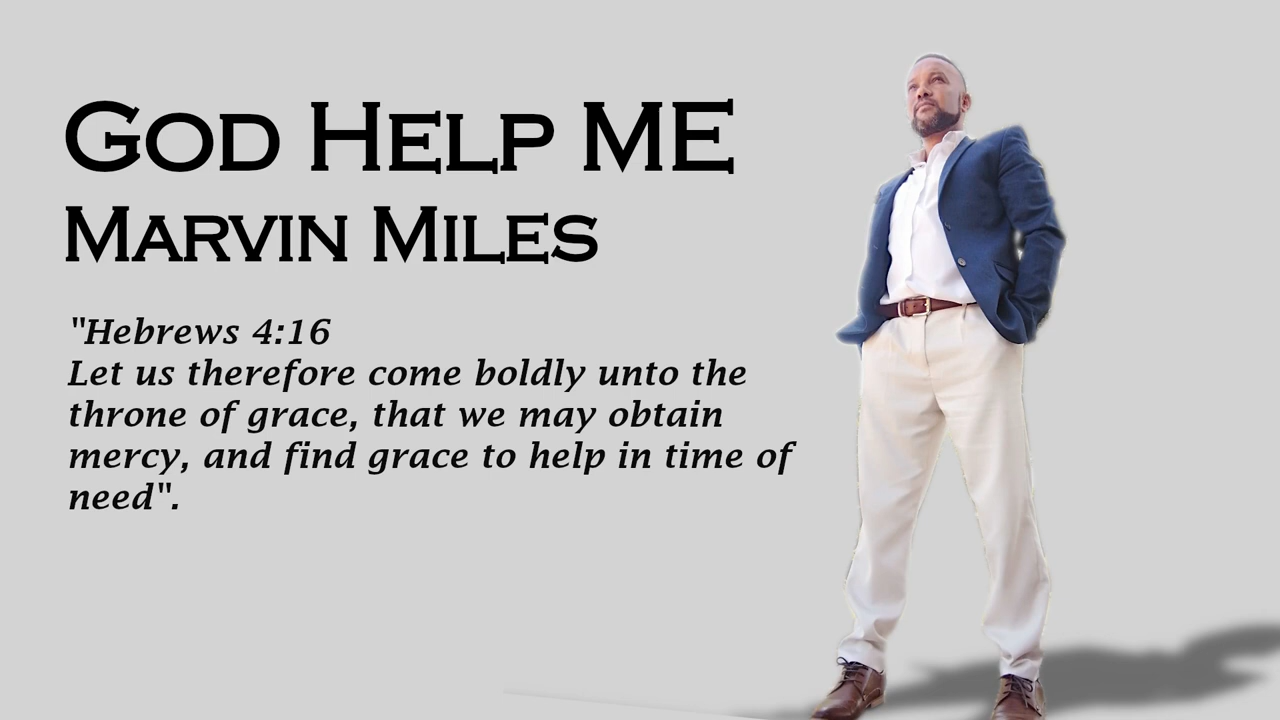 God Help ME
Marvin Miles
"Hebrews 4:16
Let us therefore come boldly unto the
throne of grace, that we may obtain
mercy, and find grace to help in time of
need".